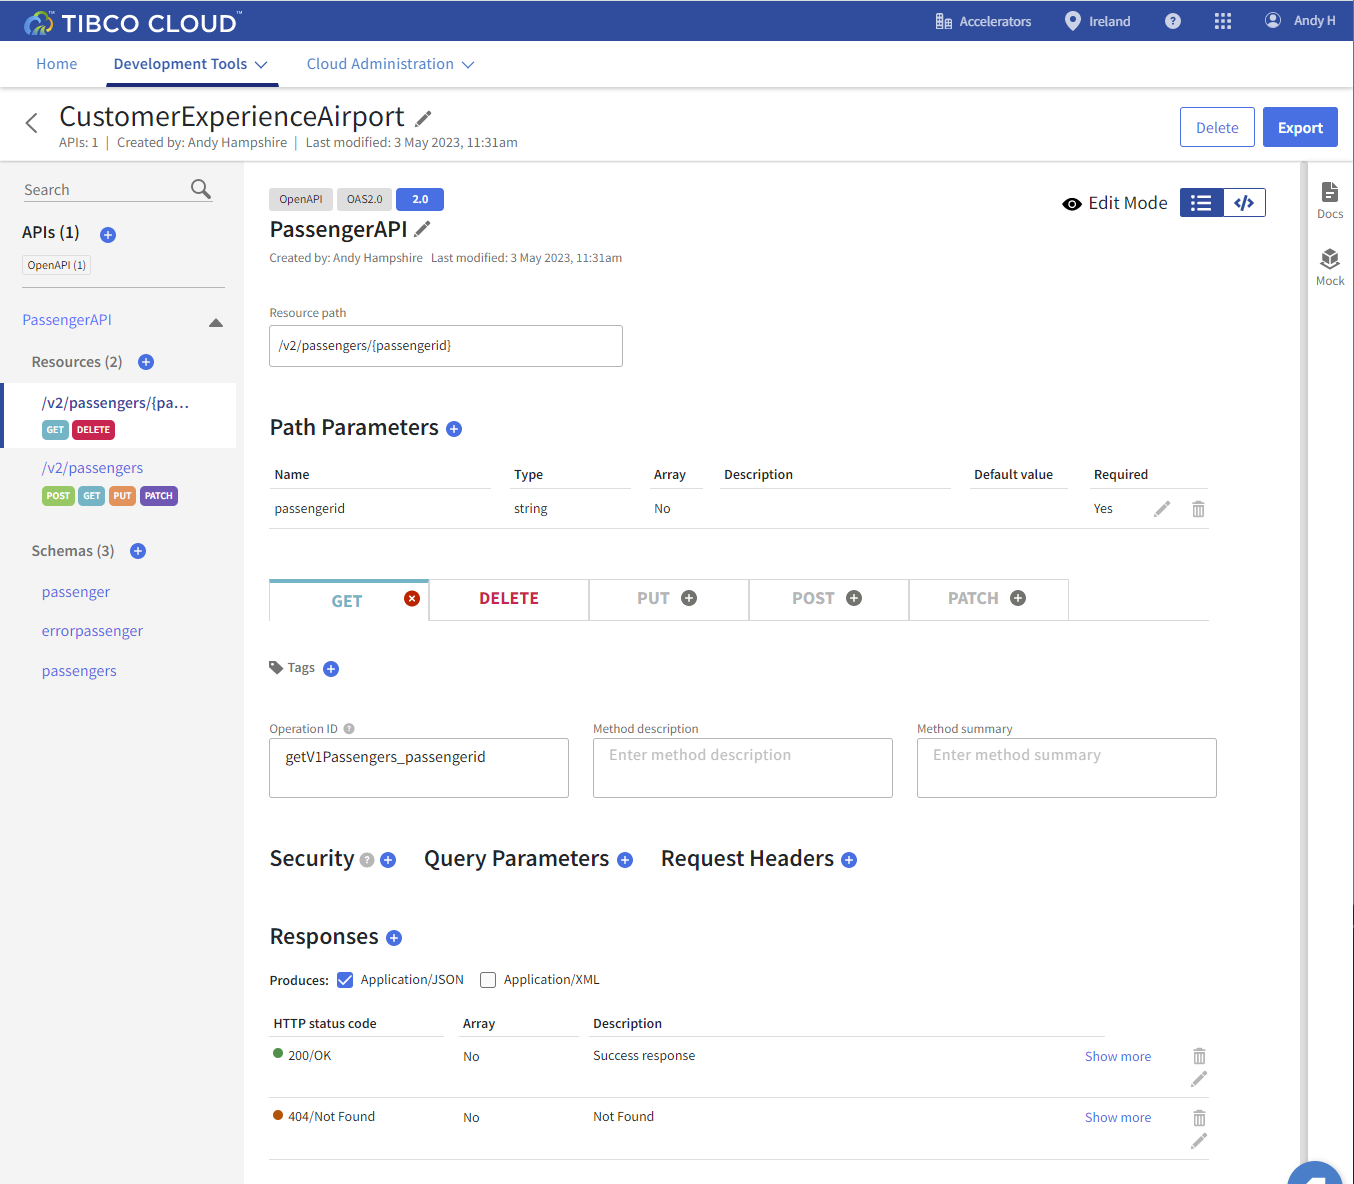 TIBCO CLOUD™
Accelerators
Ireland
?
Andy H
Home
Development Tools
Cloud Administration
CustomerExperienceAirport
APIs: 1 | Created by: Andy Hampshire | Last modified: 3 May 2023, 11:31am
Delete
Export
Search
APIs (1)
OpenAPI (1)
PassengerAPI
Resources (2)
/v2/passengers/{pa...
GET DELETE
/v2/passengers
POST GET PUT PATCH
Schemas (3)
passenger
errorpassenger
passengers
OpenAPI OAS2.0 2.0
Edit Mode
</>
PassengerAPI
Created by: Andy Hampshire Last modified: 3 May 2023, 11:31am
Resource path
/v2/passengers/{passengerid}
Path Parameters
Name Type Array Description Default value Required
passengerid string No Yes
GET DELETE PUT POST PATCH
Tags
Operation ID ? Method description Method summary
getV1Passengers_passengerid Enter method description Enter method summary
Security ? Query Parameters Request Headers
Responses
Produces: Application/JSON Application/XML
HTTP status code Array Description
200/OK No Success response Show more
404/Not Found No Not Found Show more
Docs
Mock